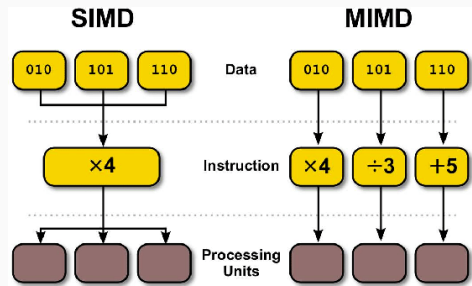 SIMD MIMD
010 101 110 Data 010 101 110
×4 Instruction ×4 ÷3 +5
Processing
Units